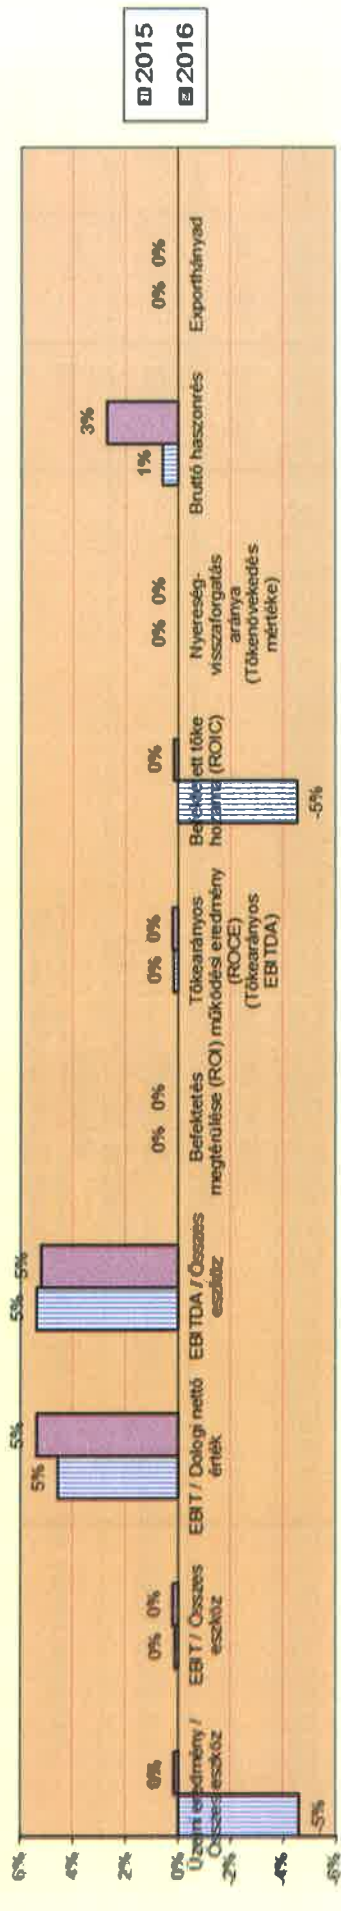 2015
2016
6%
4%
2%
0%
-2%
-4%
-6%
-5%
0%
0%
0%
5%
5%
5%
5%
0%
0%
0%
0%
-5%
0%
0%
0%
1%
3%
0%
0%
Üzemi eredmény /
Összes eszköz
EBIT / Összes
eszköz
EBIT / Dologi nettó
érték
EBITDA / Összes
eszköz
Befektetés
megtérülése (ROI)
Tőkearányos
működési eredmény
(ROCE)
(Tőkearányos
EBITDA)
Befektetett tőke
hozama (ROIC)
Nyereség-
visszaforgatás
aránya
(Tőkenövekedés
mértéke)
Bruttó haszonrés
Exporthányad